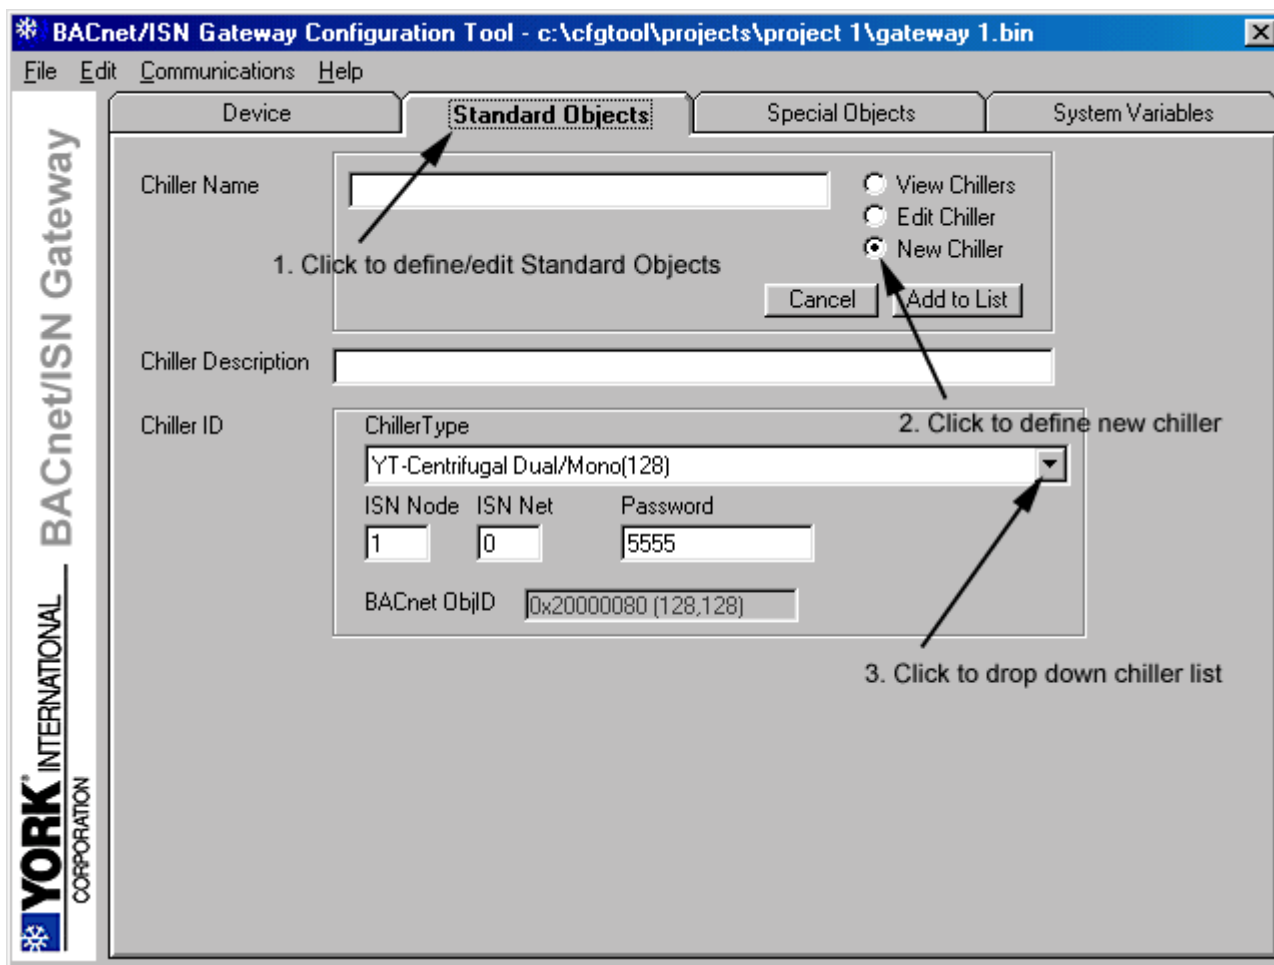 BACnet/ISN Gateway Configuration Tool - c:\cfgtool\projects\project 1\gateway 1.bin
File Edit Communications Help
Device Standard Objects Special Objects System Variables
Chiller Name
View Chillers
Edit Chiller
New Chiller
1. Click to define/edit Standard Objects
Cancel Add to List
Chiller Description
Chiller ID
ChillerType
2. Click to define new chiller
YT-Centrifugal Dual/Mono(128)
ISN Node ISN Net Password
1 0 5555
BACnet ObjID 0x20000080 (128,128)
3. Click to drop down chiller list
BACnet/ISN Gateway
YORK® INTERNATIONAL
CORPORATION